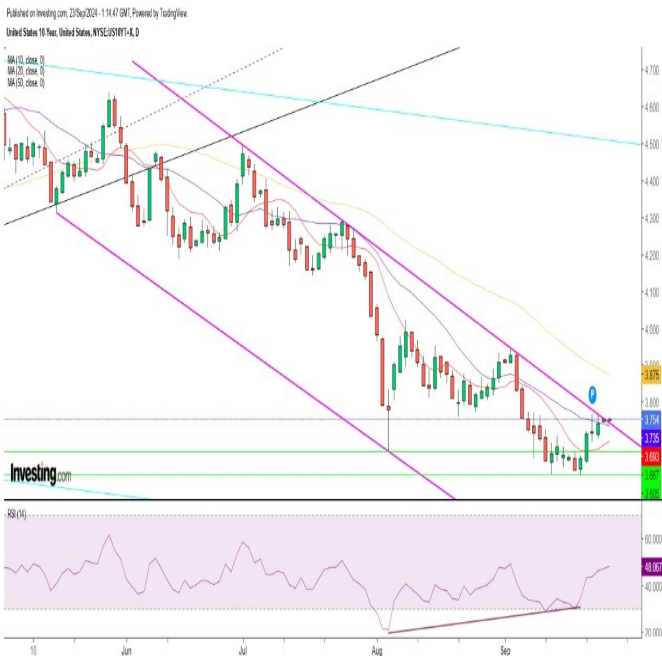 Published on Investing.com, 23/Sep/2024 - 1:14:47 GMT, Powered by TradingView.
United States 10-Year, United States, NYSE:US10YT=X, D
MA (10, close, 0)
MA (20, close, 0)
MA (50, close, 0)
4.700
4.600
4.500
4.400
4.300
4.200
4.100
4.000
3.875
3.800
3.754
3.735
3.693
3.667
3.605
P
Investing.com
RSI (14)
60.000
48.067
40.000
20.000
10
Jun
Jul
Aug
Sep